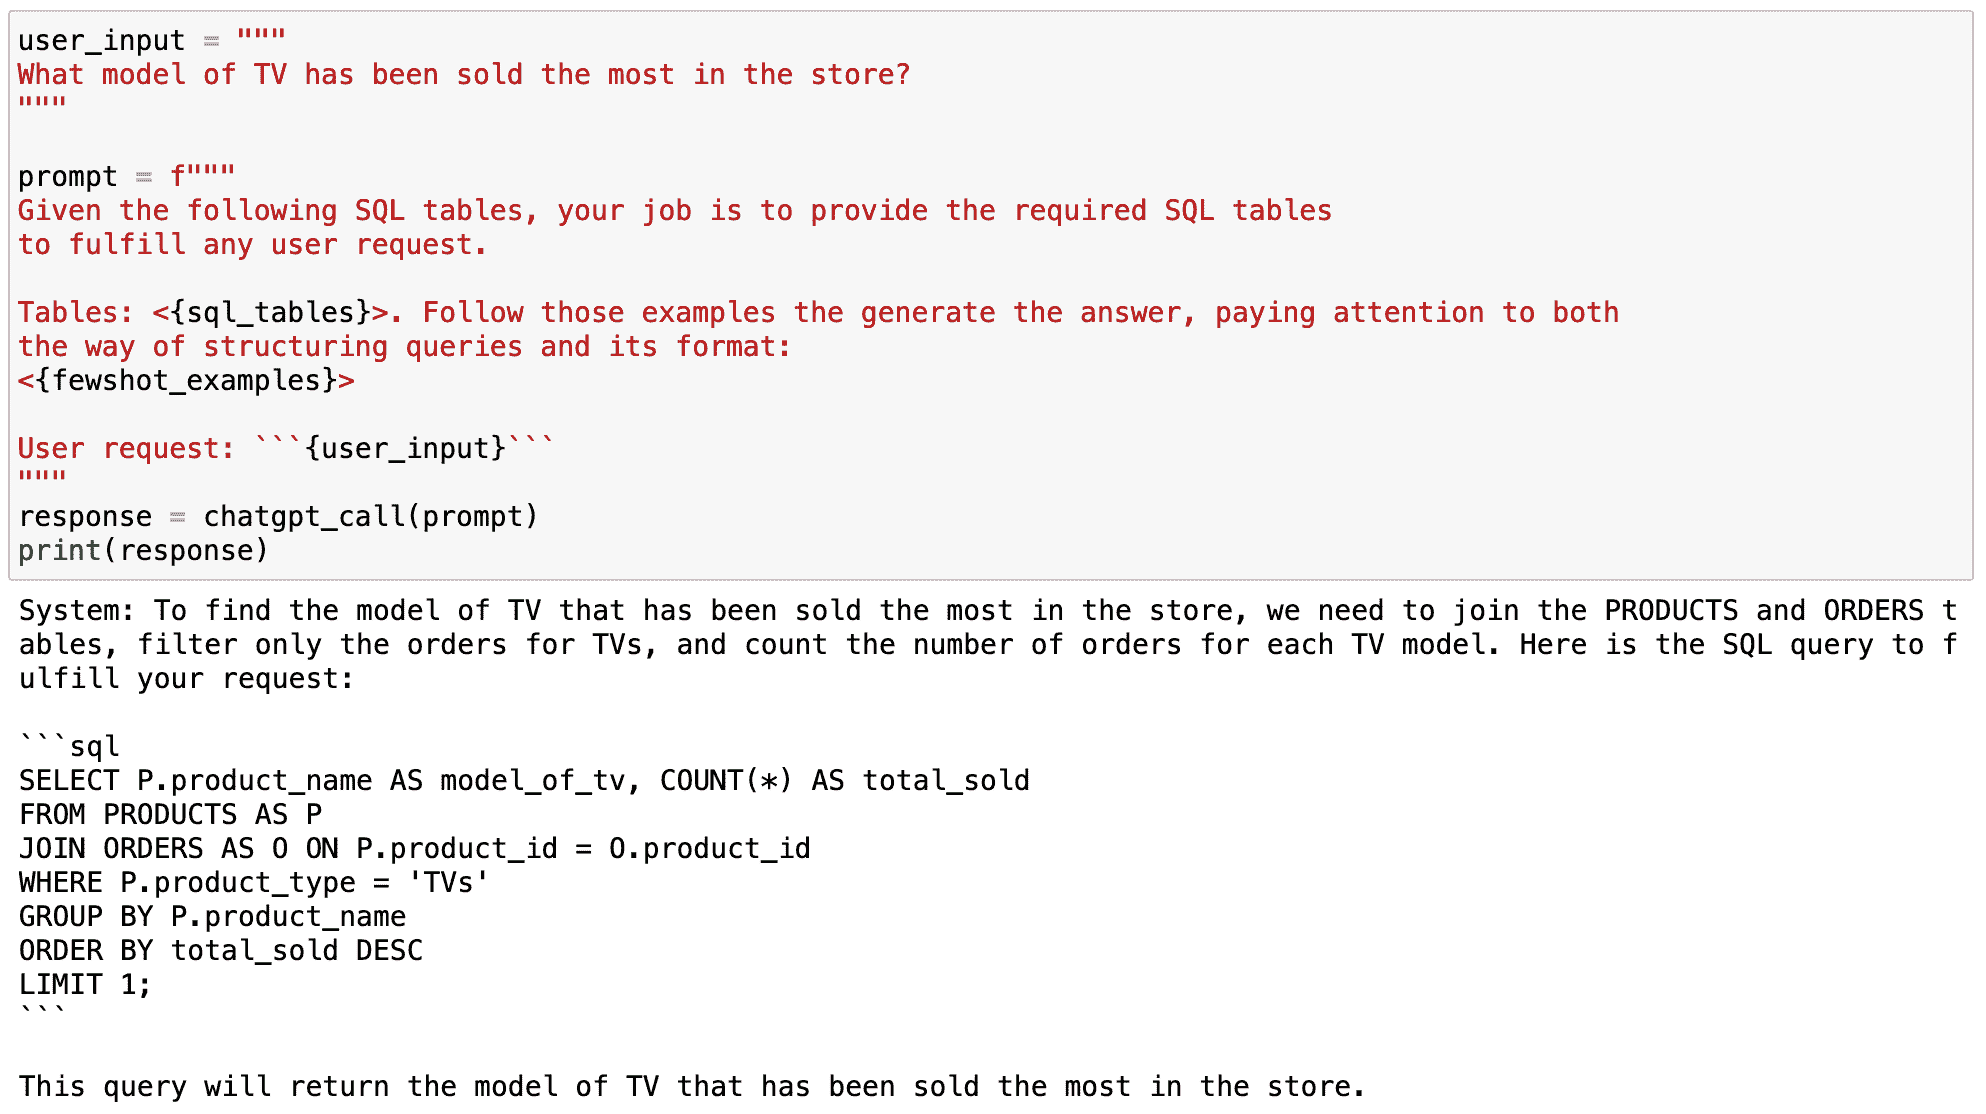 user_input = """
What model of TV has been sold the most in the store?
"""
prompt = f"""
Given the following SQL tables, your job is to provide the required SQL tables
to fulfill any user request.
Tables: <{sql_tables}>. Follow those examples the generate the answer, paying attention to both
the way of structuring queries and its format:
<{fewshot_examples}>
User request: ```{user_input}```
"""
response = chatgpt_call(prompt)
print(response)
System: To find the model of TV that has been sold the most in the store, we need to join the PRODUCTS and ORDERS t
ables, filter only the orders for TVs, and count the number of orders for each TV model. Here is the SQL query to f
ulfill your request:
```sql
SELECT P.product_name AS model_of_tv, COUNT(*) AS total_sold
FROM PRODUCTS AS P
JOIN ORDERS AS O ON P.product_id = O.product_id
WHERE P.product_type = 'TVs'
GROUP BY P.product_name
ORDER BY total_sold DESC
LIMIT 1;
```
This query will return the model of TV that has been sold the most in the store.